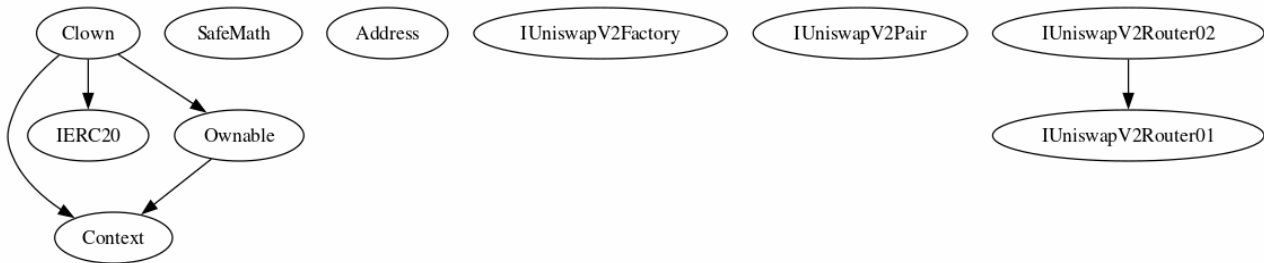 Clown
SafeMath
Address
IUniswapV2Factory
IUniswapV2Pair
IUniswapV2Router02
IERC20
Ownable
IUniswapV2Router01
Context